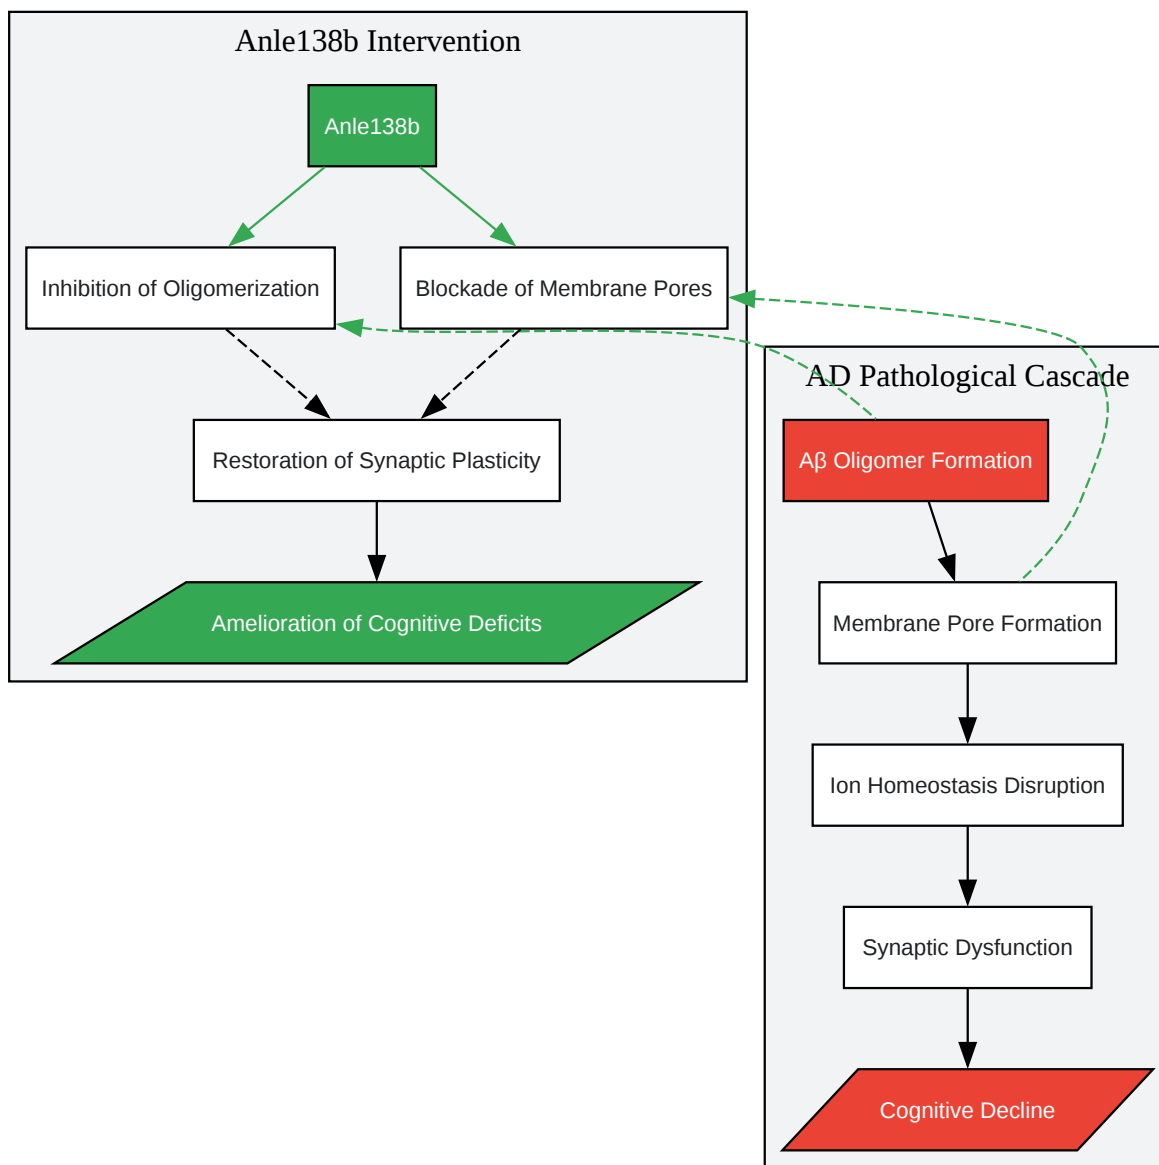 Anle138b Intervention
Anle138b
Inhibition of Oligomerization
Blockade of Membrane Pores
Restoration of Synaptic Plasticity
Amelioration of Cognitive Deficits
AD Pathological Cascade
Aβ Oligomer Formation
Membrane Pore Formation
Ion Homeostasis Disruption
Synaptic Dysfunction
Cognitive Decline